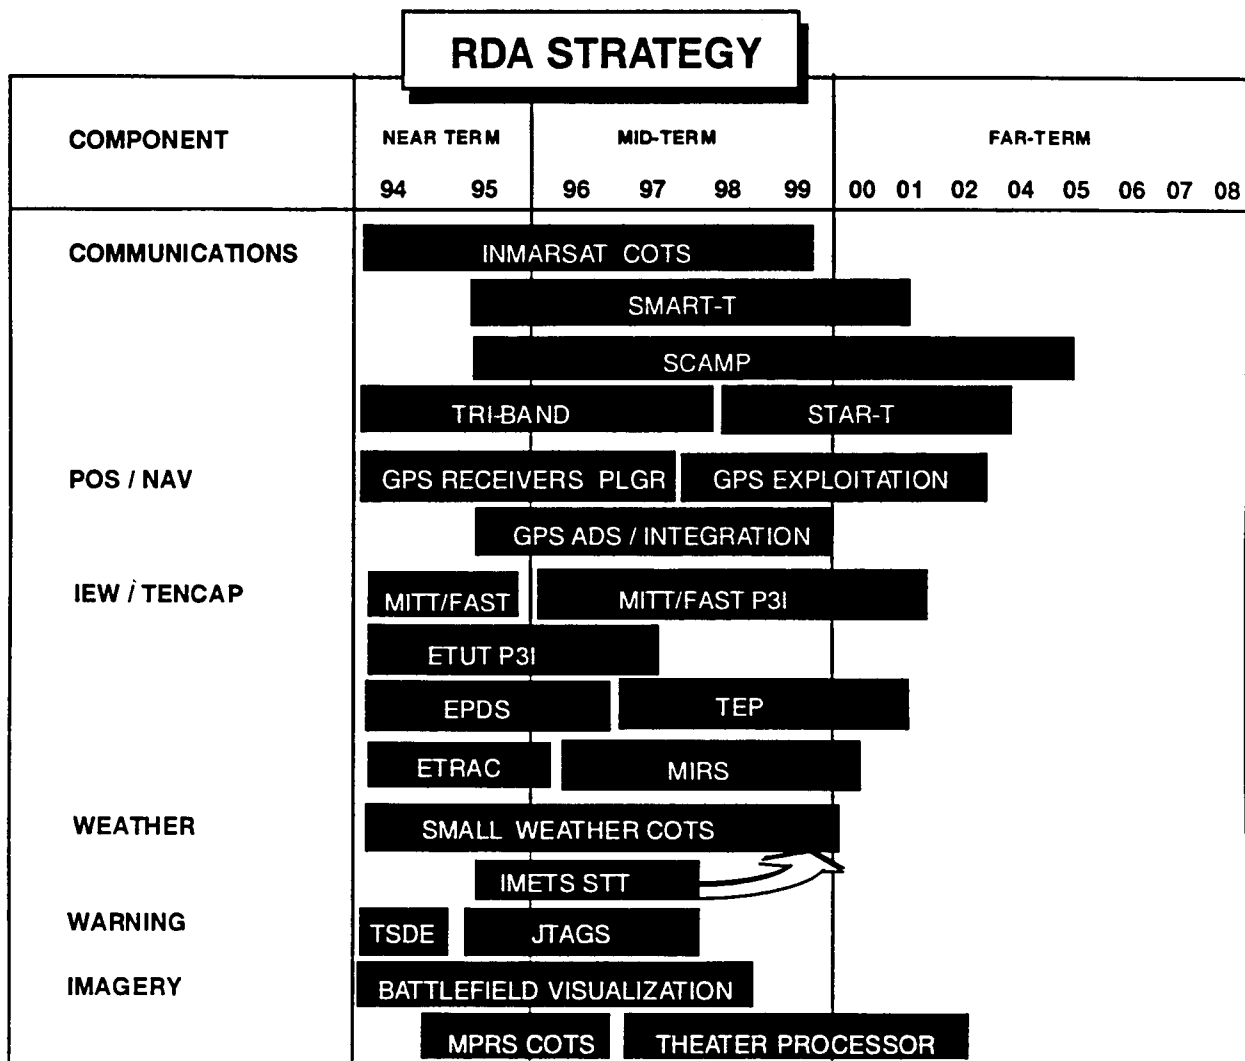 RDA STRATEGY
COMPONENT NEAR TERM MID-TERM FAR-TERM
94 95 96 97 98 99 00 01 02 04 05 06 07 08
COMMUNICATIONS INMARSAT COTS
SMART-T
SCAMP
TRI-BAND STAR-T
POS / NAV GPS RECEIVERS PLGR GPS EXPLOITATION
GPS ADS / INTEGRATION
IEW / TENCAP MITT/FAST MITT/FAST P3I
ETUT P3I
EPDS TEP
ETRAC MIRS
WEATHER SMALL WEATHER COTS
IMETS STT
WARNING TSDE JTAGS
IMAGERY BATTLEFIELD VISUALIZATION
MPRS COTS THEATER PROCESSOR